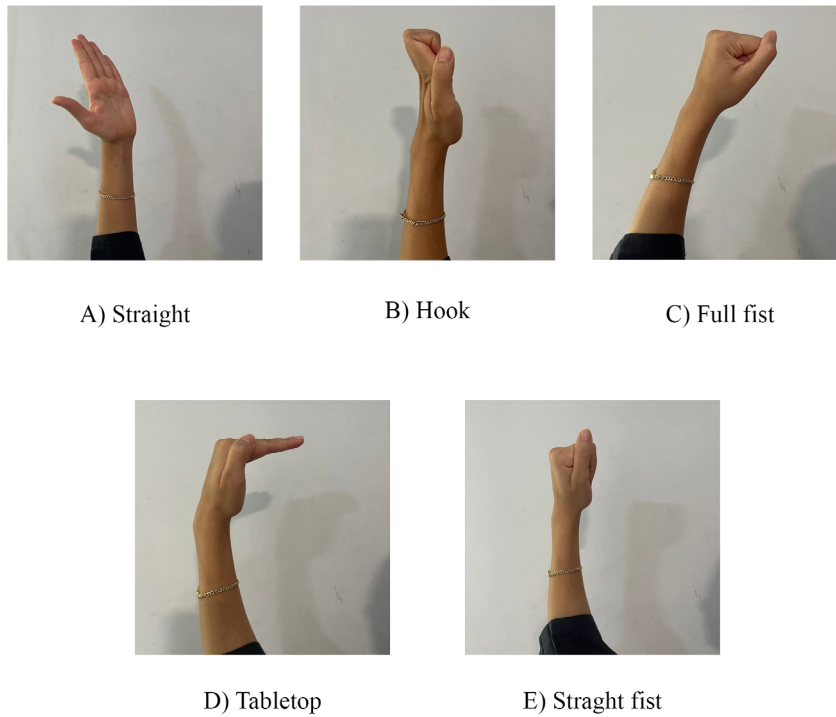 A) Straight
B) Hook
C) Full fist
D) Tabletop
E) Straght fist